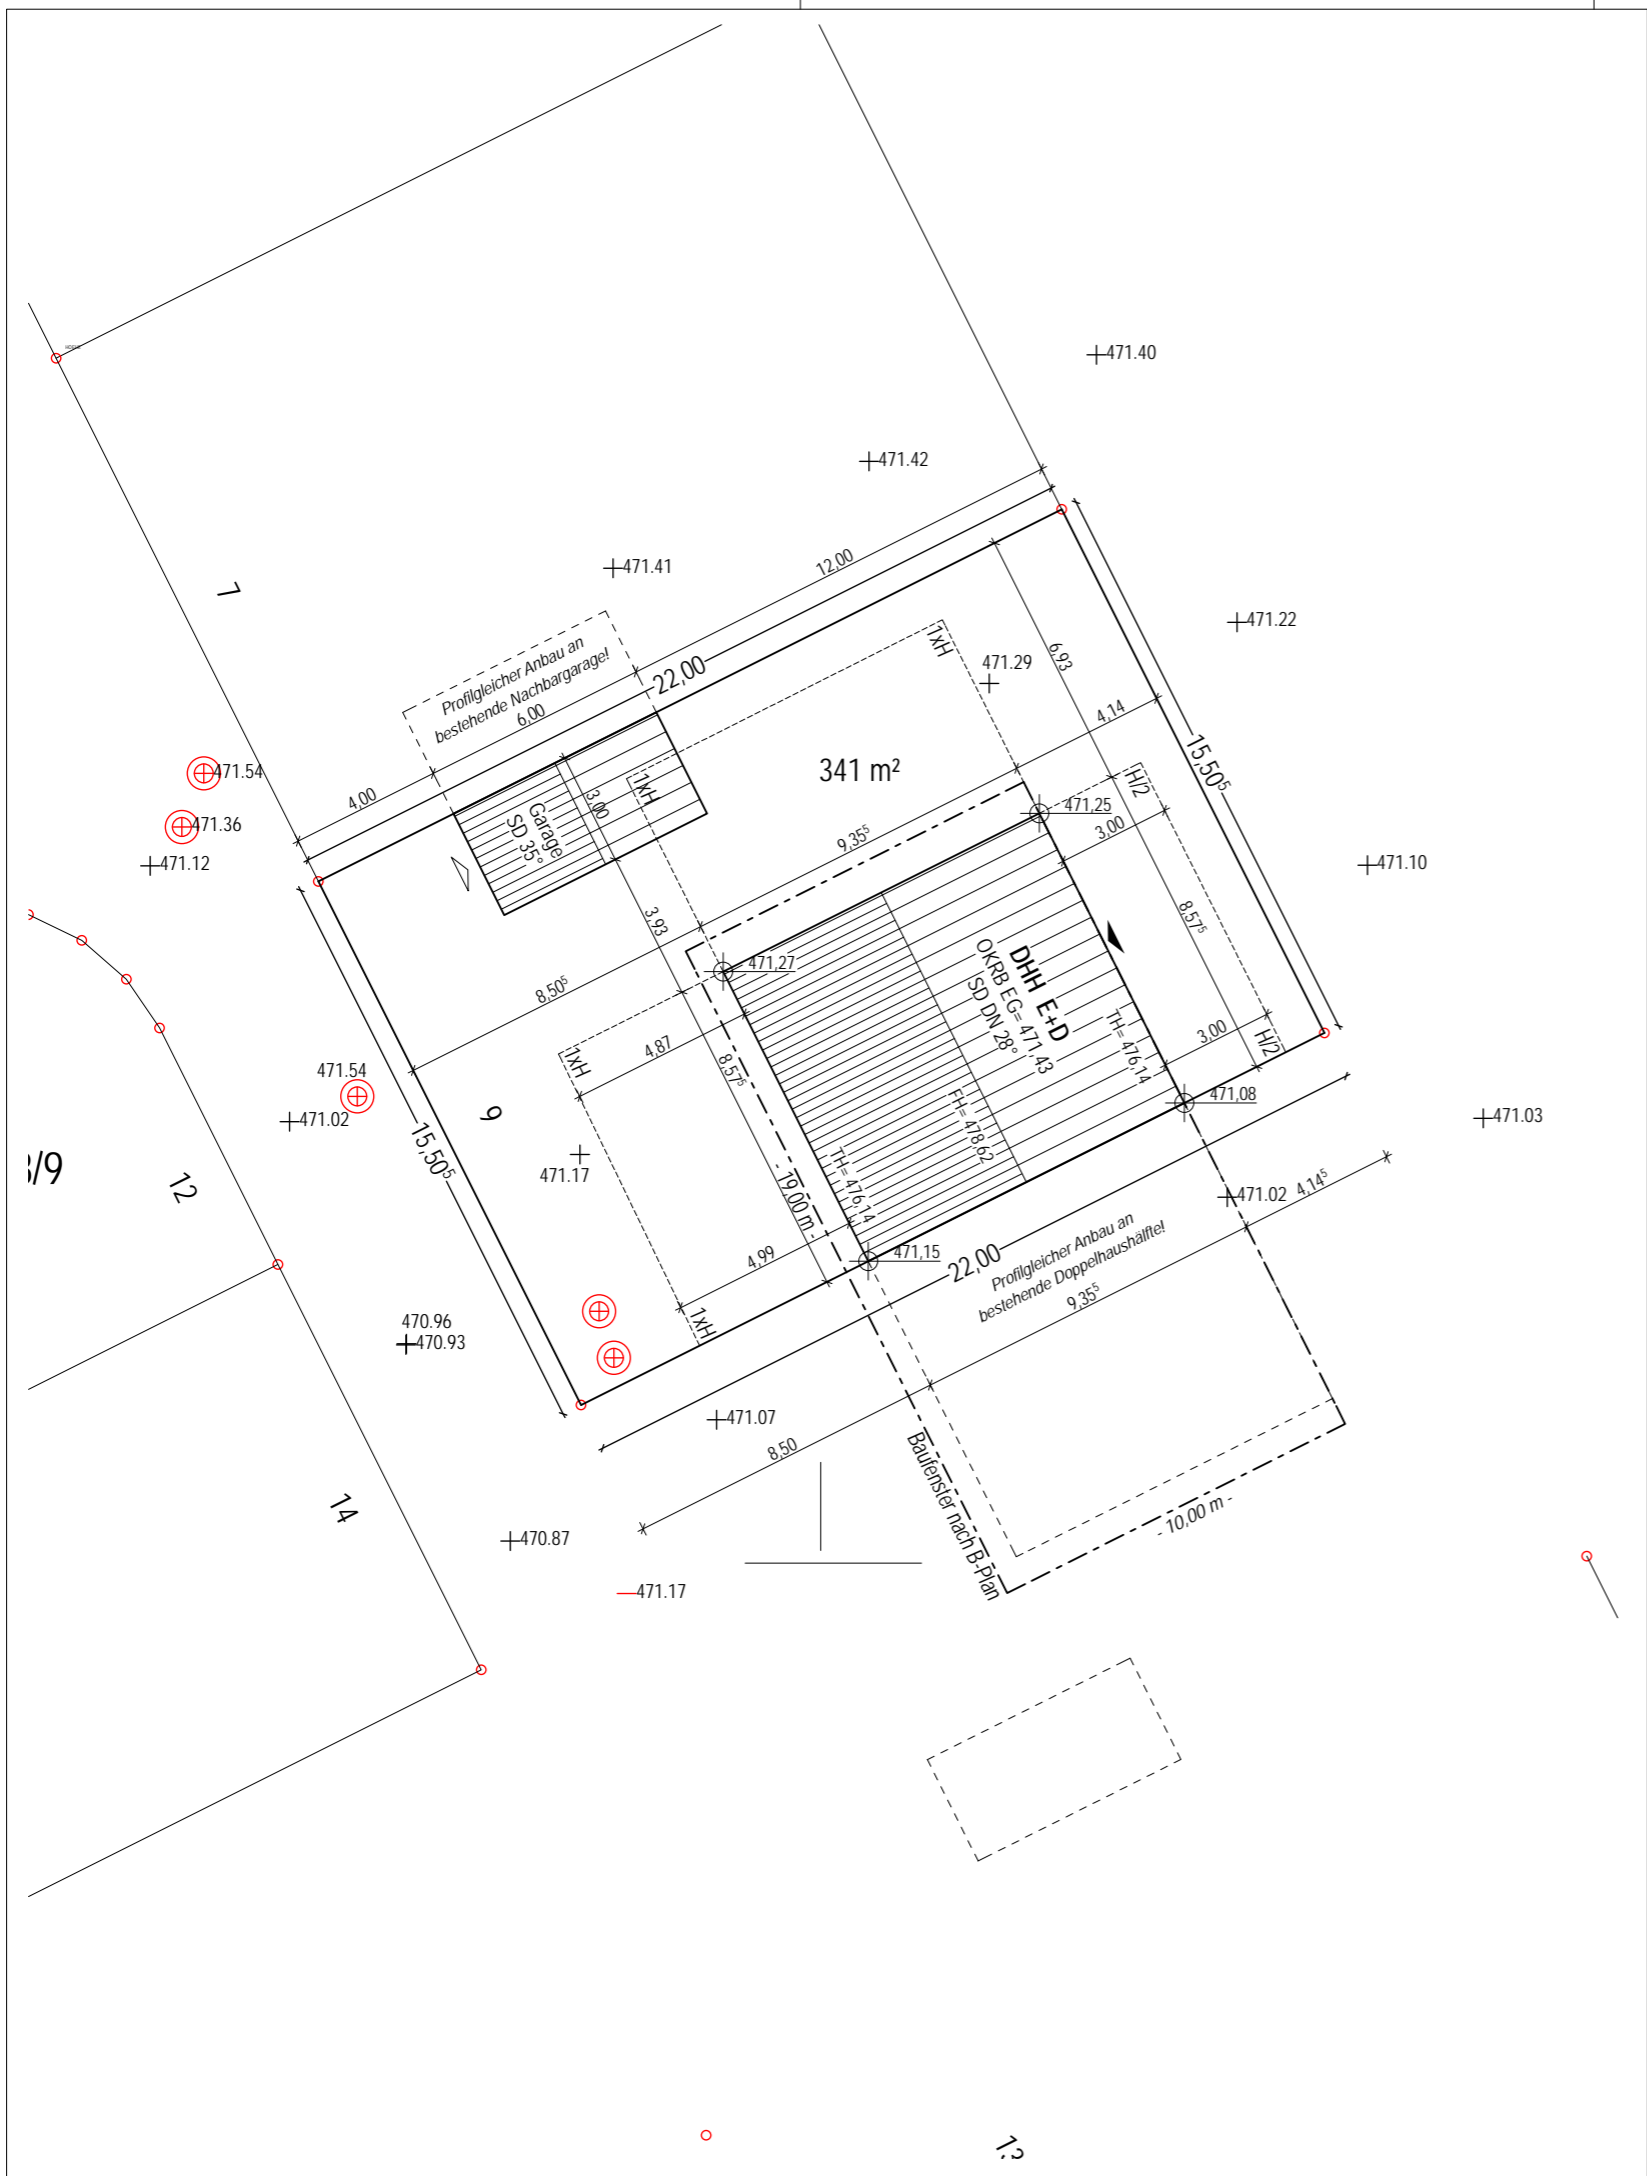 471.40
471.42
471.41
12,00
7
471.22
6,93
1xH
471.29
Profilgleicher Anbau an
bestehende Nachbargarage!
22,00
6,00
4,14
15,50⁵
471.54
341 m²
H/2
4,00
1xH
3,00
471,25
471.36
Garage
SD 35°
3,00
9,35⁵
471.12
471.10
3,93
8,57⁵
471,27
DHH E+D
OKRB EG= 471,43
SD DN 28°
8,50⁵
4,87
1xH
TH= 476,14
3,00
H/2
8,57⁵
471.54
471,08
471.02
9
FH= 478,62
471.03
15,50⁵
471.17
3/9
12
- 19,00 m -
TH= 476,14
471.02
4,14⁵
4,99
471,15
22,00
Profilgleicher Anbau an
bestehende Doppelhaushälfte!
9,35⁵
470.96
470.93
1xH
471.07
8,50
Baufenster nach B-Plan
14
- 10,00 m -
470.87
471.17
13